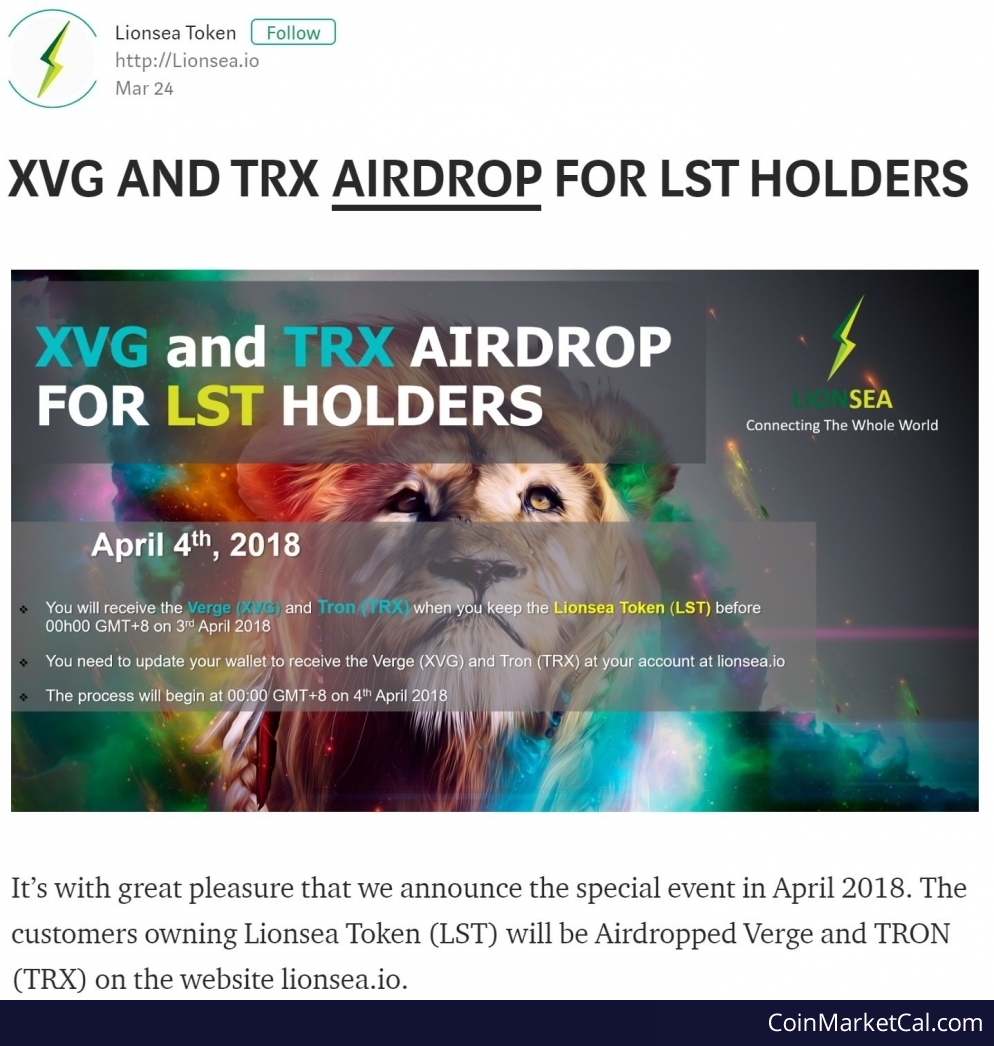 Lionsea Token Follow
http://Lionsea.io
Mar 24
XVG AND TRX AIRDROP FOR LST HOLDERS
XVG and TRX AIRDROP
FOR LST HOLDERS
LIONSEA
Connecting The Whole World
April 4th, 2018
❖ You will receive the Verge (XVG) and Tron (TRX) when you keep the Lionsea Token (LST) before
00h00 GMT+8 on 3rd April 2018
❖ You need to update your wallet to receive the Verge (XVG) and Tron (TRX) at your account at lionsea.io
❖ The process will begin at 00:00 GMT+8 on 4th April 2018
It’s with great pleasure that we announce the special event in April 2018. The
customers owning Lionsea Token (LST) will be Airdropped Verge and TRON
(TRX) on the website lionsea.io.
CoinMarketCal.com